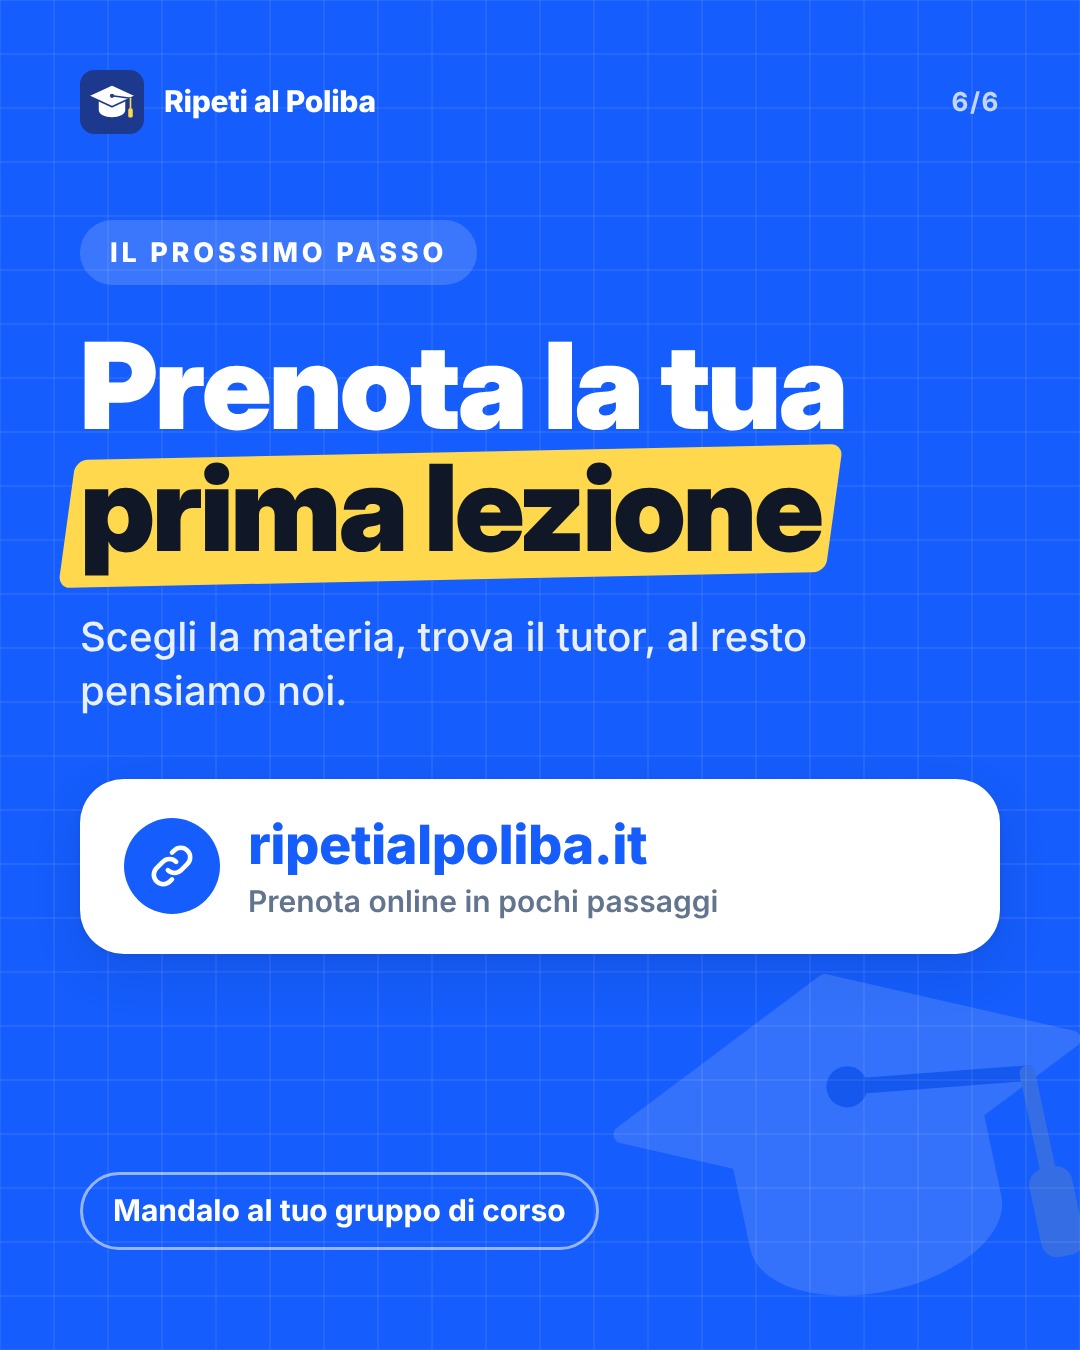 Ripeti al Poliba
6/6
IL PROSSIMO PASSO
Prenota la tua
prima lezione
Scegli la materia, trova il tutor, al resto
pensiamo noi.
ripetialpoliba.it
Prenota online in pochi passaggi
Mandalo al tuo gruppo di corso